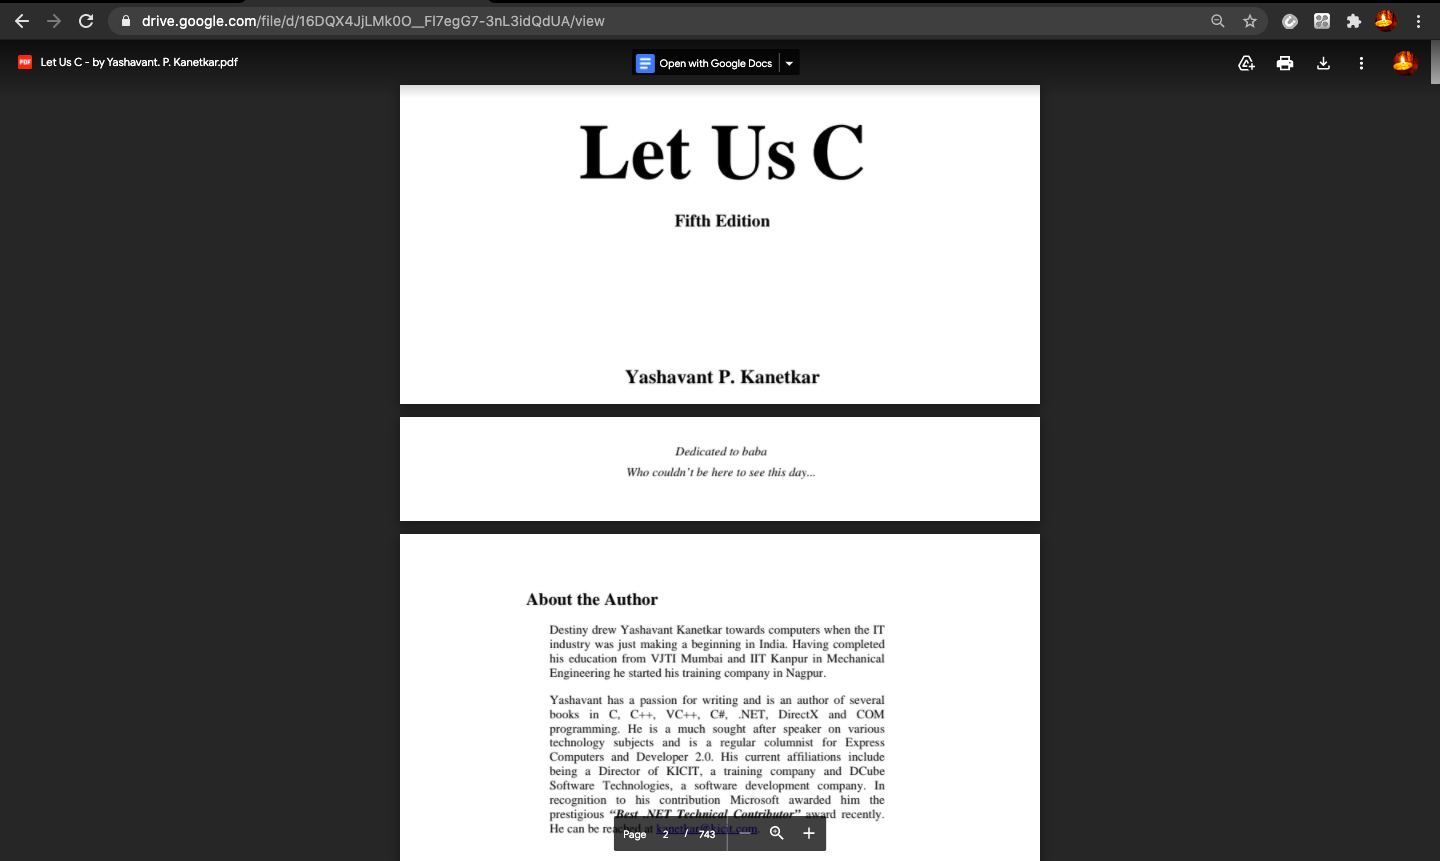 drive.google.com/file/d/16DQX4JjLMk0O__Fl7egG7-3nL3idQdUA/view
PDF Let Us C - by Yashavant. P. Kanetkar.pdf
Open with Google Docs
Let Us C
Fifth Edition
Yashavant P. Kanetkar
Dedicated to baba
Who couldn't be here to see this day...
About the Author
Destiny drew Yashavant Kanetkar towards computers when the IT
industry was just making a beginning in India. Having completed
his education from VJTI Mumbai and IIT Kanpur in Mechanical
Engineering he started his training company in Nagpur.
Yashavant has a passion for writing and is an author of several
books in C, C++, VC++, C#, .NET, DirectX and COM
programming. He is a much sought after speaker on various
technology subjects and is a regular columnist for Express
Computers and Developer 2.0. His current affiliations include
being a Director of KICIT, a training company and DCube
Software Technologies, a software development company. In
recognition to his contribution Microsoft awarded him the
prestigious “Best .NET Technical Contributor” award recently.
He can be reached at kanetkar@kicit.com.
Page 2 / 743